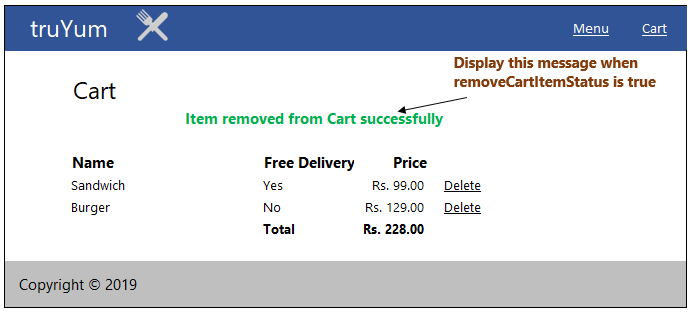 truYum Menu Cart
Display this message when
removeCartItemStatus is true
Cart
Item removed from Cart successfully
Name Free Delivery Price
Sandwich Yes Rs. 99.00 Delete
Burger No Rs. 129.00 Delete
Total Rs. 228.00
Copyright © 2019